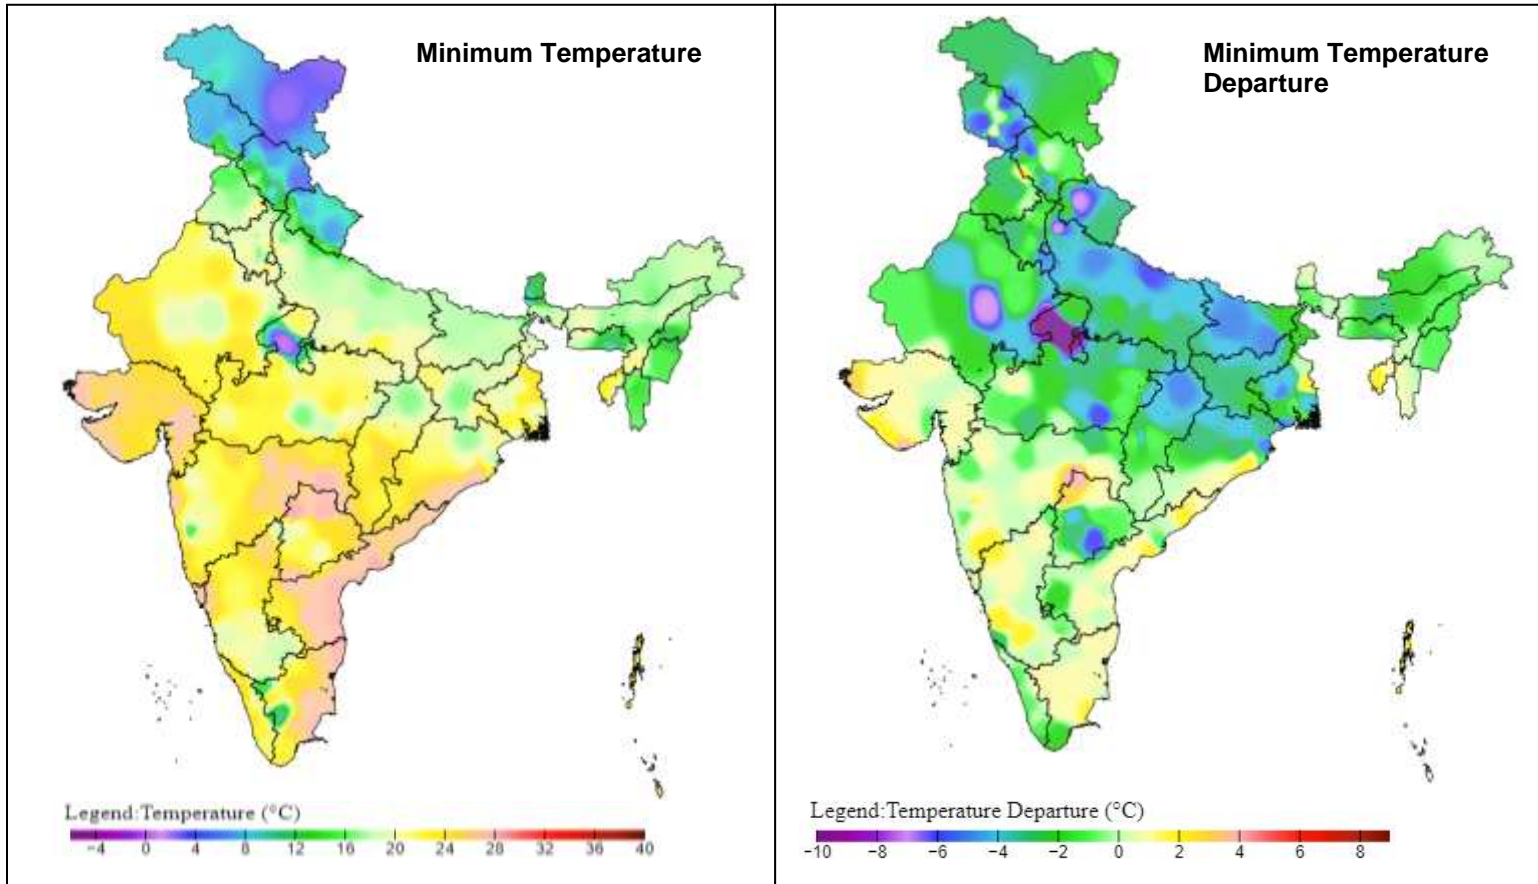 Minimum Temperature
Legend:Temperature (°C)
−4 0 4 8 12 16 20 24 28 32 36 40
Minimum Temperature
Departure
Legend:Temperature Departure (°C)
−10 −8 −6 −4 −2 0 2 4 6 8